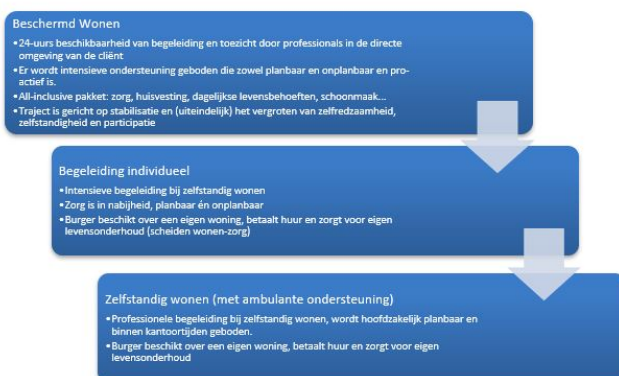 Beschermd Wonen
•24-uurs beschikbaarheid van begeleiding en toezicht door professionals in de directe
omgeving van de cliënt
•Er wordt intensieve ondersteuning geboden die zowel planbaar en onplanbaar en pro-
actief is.
•All-inclusive pakket: zorg, huisvesting, dagelijkse levensbehoeften, schoonmaak...
•Traject is gericht op stabilisatie en (uiteindelijk) het vergroten van zelfredzaamheid,
zelfstandigheid en participatie
Begeleiding individueel
•Intensieve begeleiding bij zelfstandig wonen
•Zorg is in nabijheid, planbaar én onplanbaar
•Burger beschikt over een eigen woning, betaalt huur en zorgt voor eigen
levensonderhoud (scheiden wonen-zorg)
Zelfstandig wonen (met ambulante ondersteuning)
•Professionele begeleiding bij zelfstandig wonen, wordt hoofdzakelijk planbaar en
binnen kantoortijden geboden.
•Burger beschikt over een eigen woning, betaalt huur en zorgt voor eigen
levensonderhoud